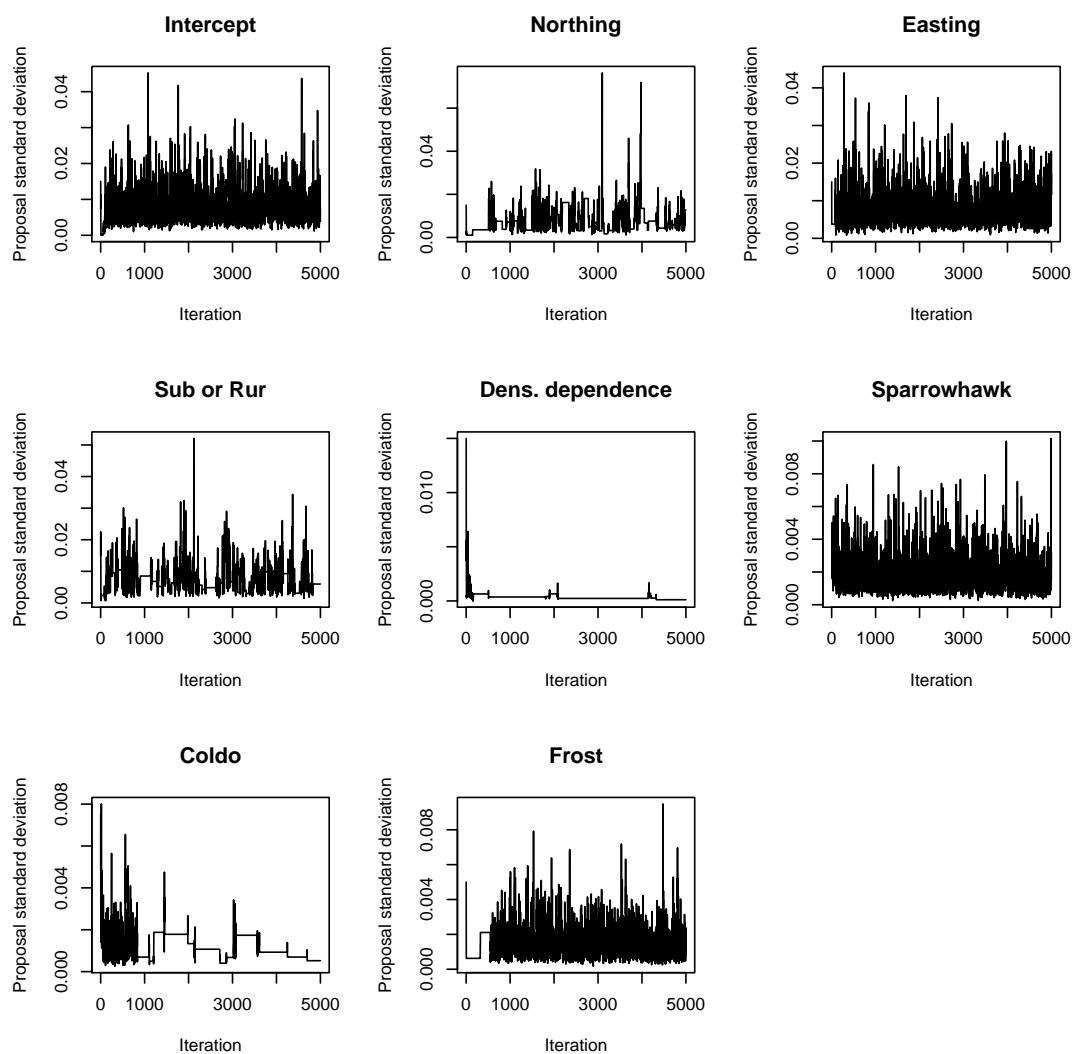 Intercept
Northing
Easting
Proposal standard deviation
0.00 0.02 0.04
0 1000 3000 5000
Iteration
Proposal standard deviation
0.00 0.04
0 1000 3000 5000
Iteration
Proposal standard deviation
0.00 0.02 0.04
0 1000 3000 5000
Iteration
Sub or Rur
Dens. dependence
Sparrowhawk
Proposal standard deviation
0.00 0.02 0.04
0 1000 3000 5000
Iteration
Proposal standard deviation
0.000 0.010
0 1000 3000 5000
Iteration
Proposal standard deviation
0.000 0.004 0.008
0 1000 3000 5000
Iteration
Coldo
Frost
Proposal standard deviation
0.000 0.004 0.008
0 1000 3000 5000
Iteration
Proposal standard deviation
0.000 0.004 0.008
0 1000 3000 5000
Iteration